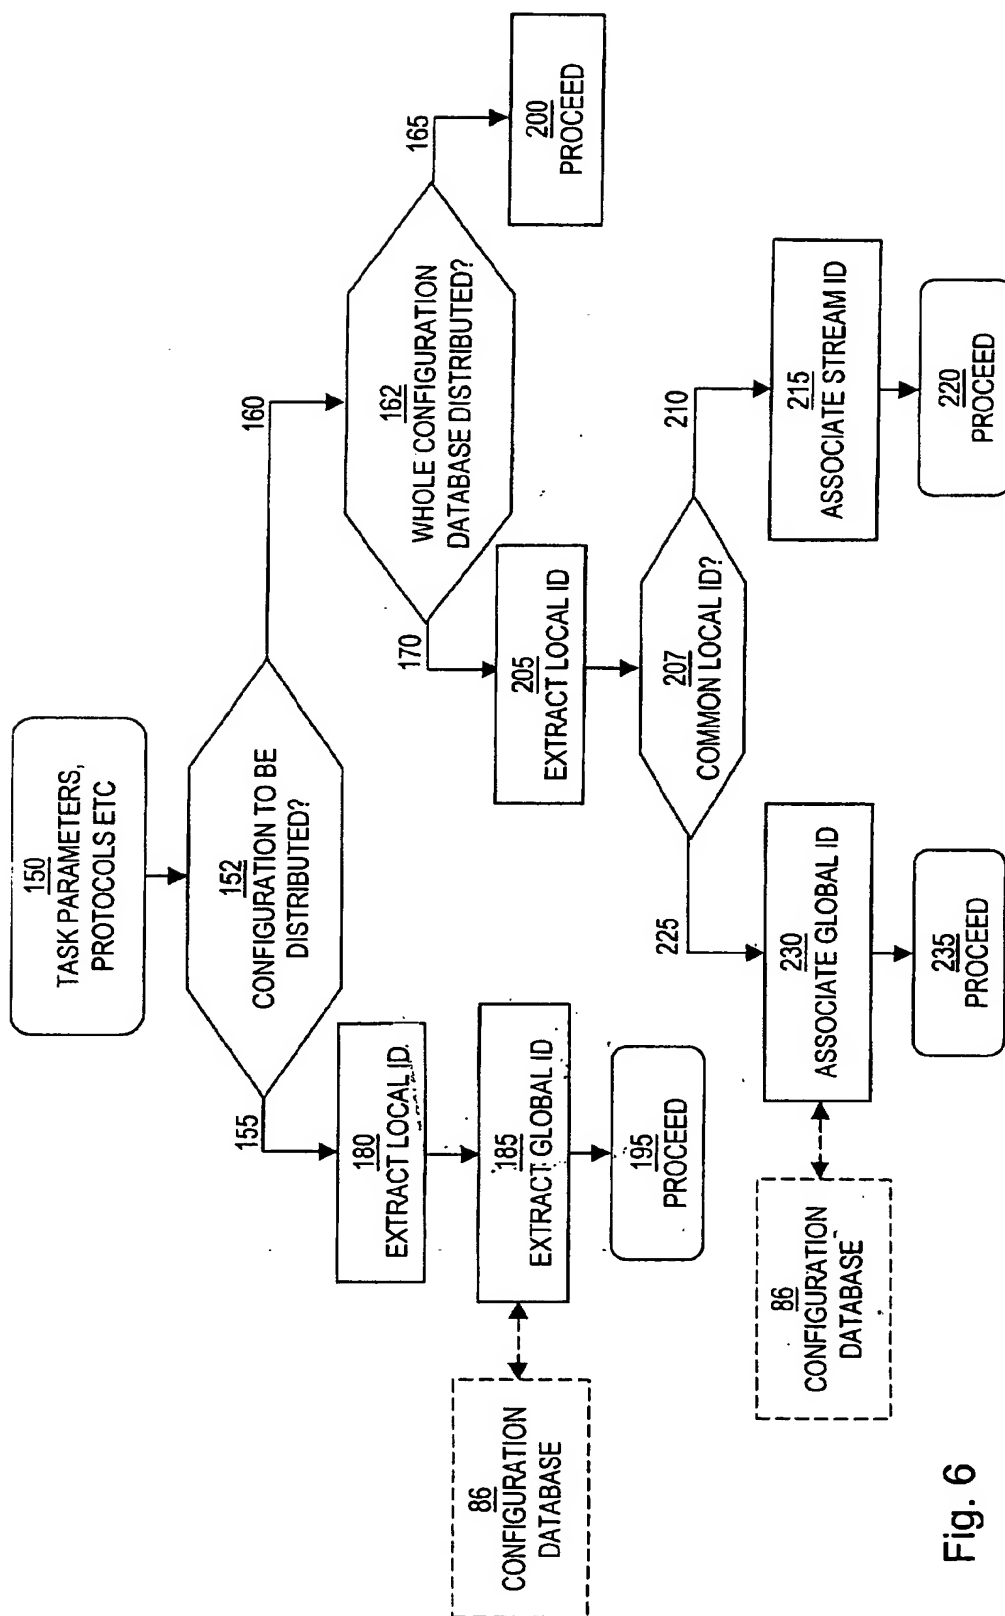 150
TASK PARAMETERS,
PROTOCOLS ETC
152
CONFIGURATION TO BE
DISTRIBUTED?
155
160
180
EXTRACT LOCAL ID
185
EXTRACT GLOBAL ID
86
CONFIGURATION
DATABASE
195
PROCEED
162
WHOLE CONFIGURATION
DATABASE DISTRIBUTED?
165
200
PROCEED
170
205
EXTRACT LOCAL ID
207
COMMON LOCAL ID?
210
215
ASSOCIATE STREAM ID
220
PROCEED
225
230
ASSOCIATE GLOBAL ID
86
CONFIGURATION
DATABASE
235
PROCEED
Fig. 6